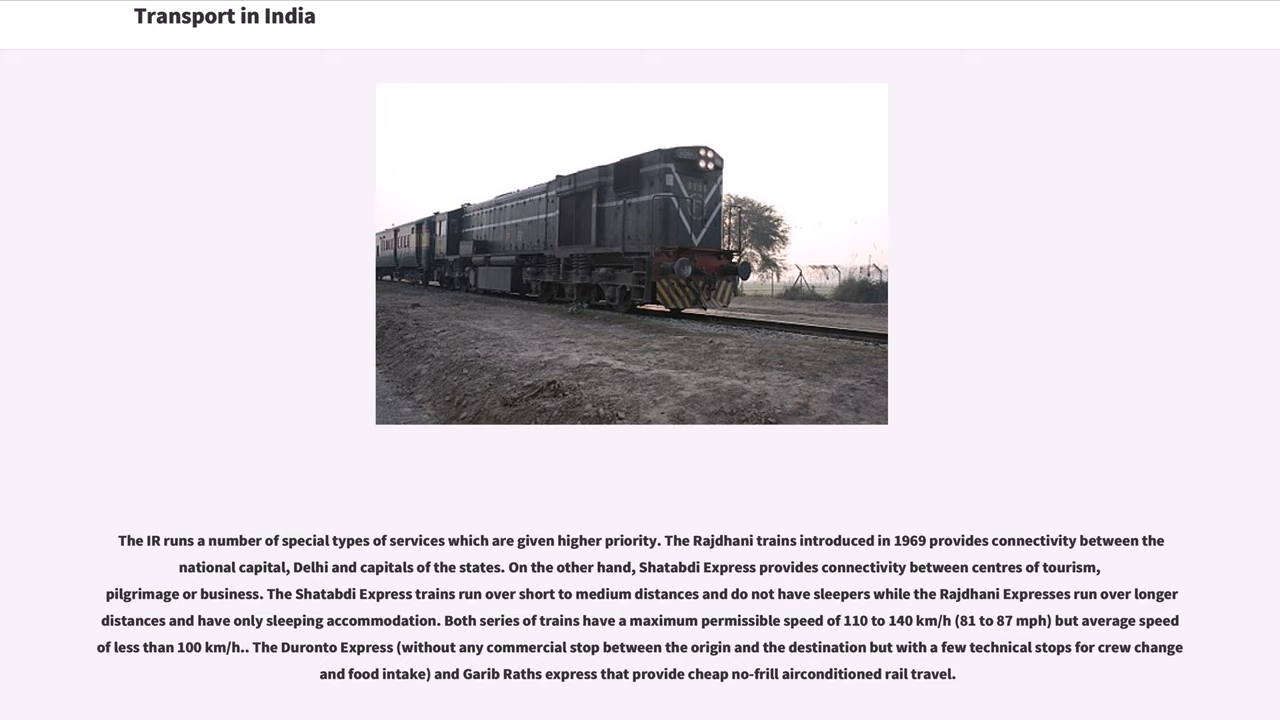 Transport in India
The IR runs a number of special types of services which are given higher priority. The Rajdhani trains introduced in 1969 provides connectivity between the
national capital, Delhi and capitals of the states. On the other hand, Shatabdi Express provides connectivity between centres of tourism,
pilgrimage or business. The Shatabdi Express trains run over short to medium distances and do not have sleepers while the Rajdhani Expresses run over longer
distances and have only sleeping accommodation. Both series of trains have a maximum permissible speed of 110 to 140 km/h (81 to 87 mph) but average speed
of less than 100 km/h.. The Duronto Express (without any commercial stop between the origin and the destination but with a few technical stops for crew change
and food intake) and Garib Raths express that provide cheap no-frill airconditioned rail travel.